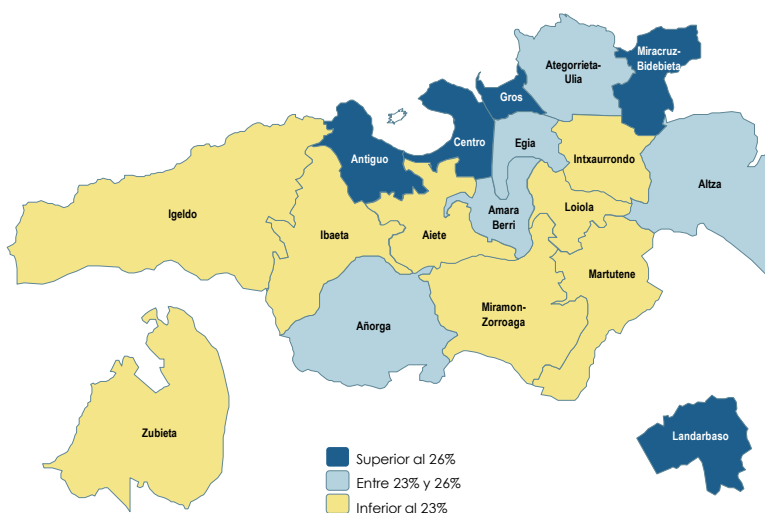 Ategorrieta-
Ulia
Miracruz-
Bidebieta
Gros
Centro
Egia
Antiguo
Intxaurrondo
Altza
Igeldo
Ibaeta
Aiete
Amara
Berri
Loiola
Martutene
Añorga
Miramon-
Zorroaga
Zubieta
Landarbaso
Superior al 26%
Entre 23% y 26%
Inferior al 23%